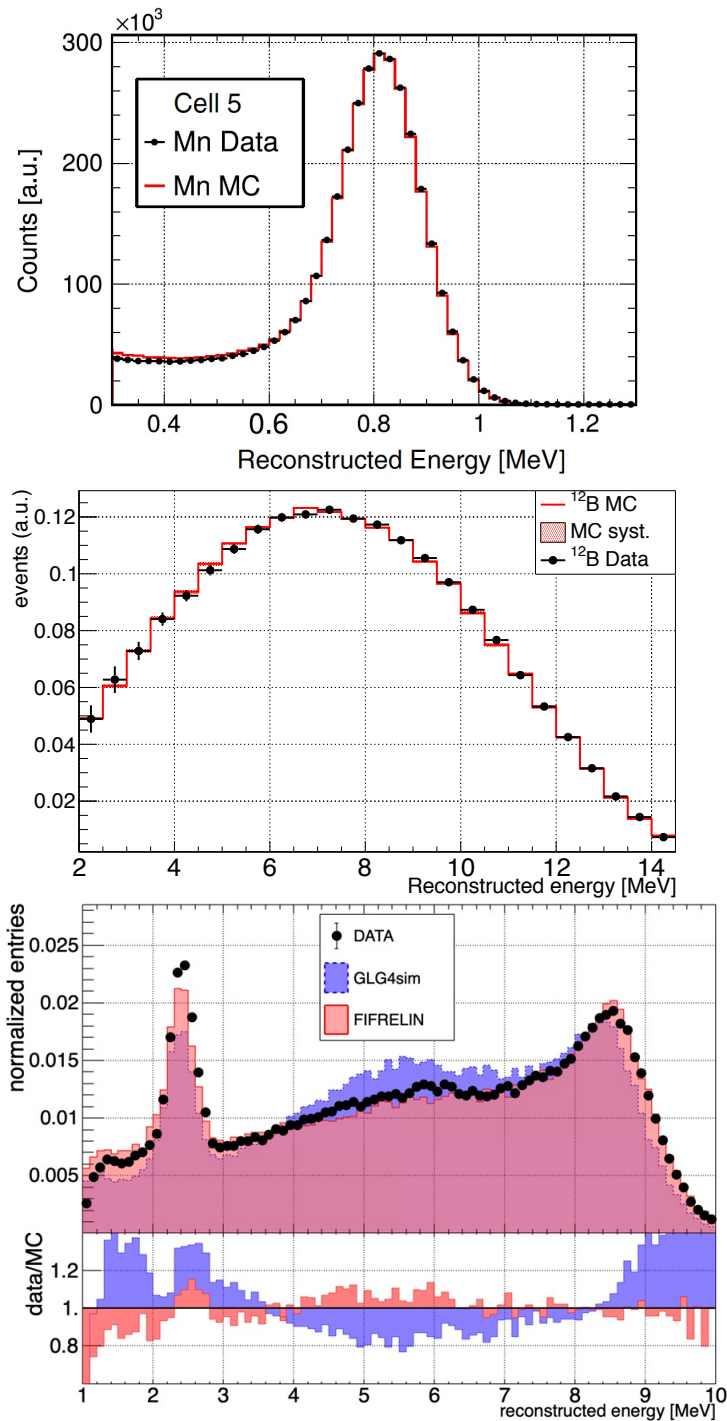 ×10³
300
200
100
0
Counts [a.u.]
Cell 5
Mn Data
Mn MC
0.4 0.6 0.8 1 1.2
Reconstructed Energy [MeV]
events (a.u.)
0.12
0.1
0.08
0.06
0.04
0.02
¹²B MC
MC syst.
¹²B Data
2 4 6 8 10 12 14
Reconstructed energy [MeV]
normalized entries
0.025
0.02
0.015
0.01
0.005
DATA
GLG4sim
FIFRELIN
data/MC
1.2
1.
0.8
1 2 3 4 5 6 7 8 9 10
reconstructed energy [MeV]